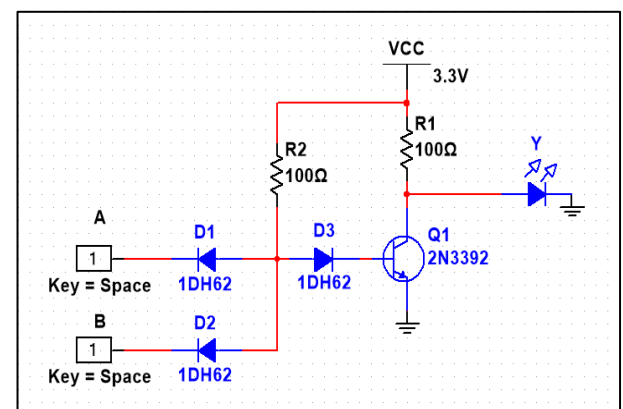 VCC
3.3V
R1
100Ω
Y
R2
100Ω
A
D1
D3
Q1
2N3392
1
Key = Space
1DH62
1DH62
B
D2
1
Key = Space
1DH62